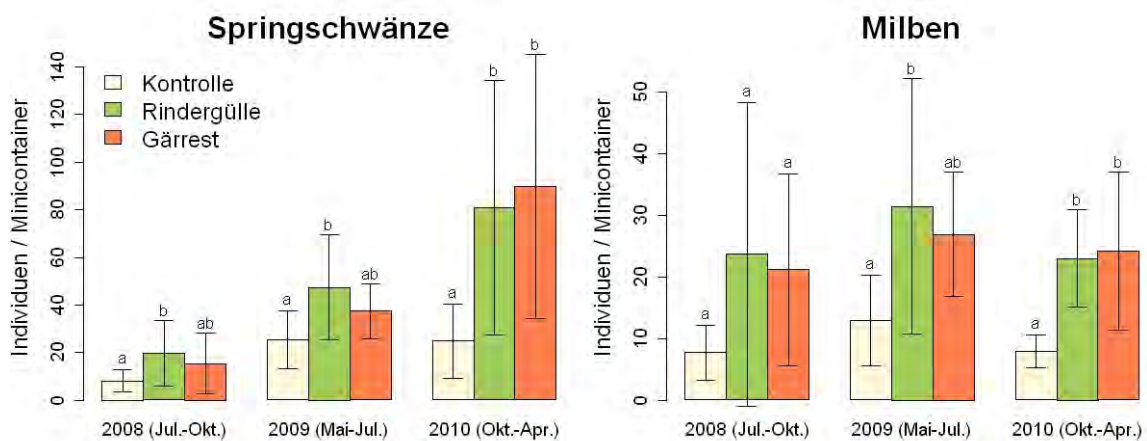 Springschwänze
Individuen / Minicontainer
0 20 40 60 80 100 120 140
Kontrolle
Rindergülle
Gärrest
a b ab
a b ab
a b b
2008 (Jul.-Okt.) 2009 (Mai-Jul.) 2010 (Okt.-Apr.)
Milben
Individuen / Minicontainer
0 10 20 30 40 50
a a a
a b ab
a b b
2008 (Jul.-Okt.) 2009 (Mai-Jul.) 2010 (Okt.-Apr.)